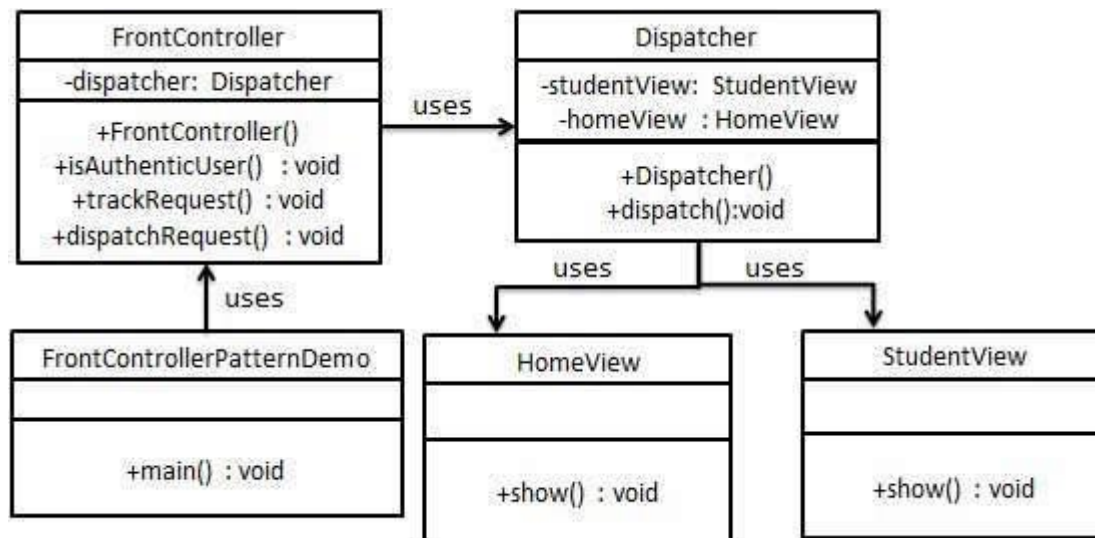 FrontController
-dispatcher: Dispatcher
+FrontController()
+isAuthenticUser() : void
+trackRequest() : void
+dispatchRequest() : void
uses
Dispatcher
-studentView: StudentView
-homeView : HomeView
+Dispatcher()
+dispatch():void
uses
uses
uses
FrontControllerPatternDemo
+main() : void
HomeView
+show() : void
StudentView
+show() : void